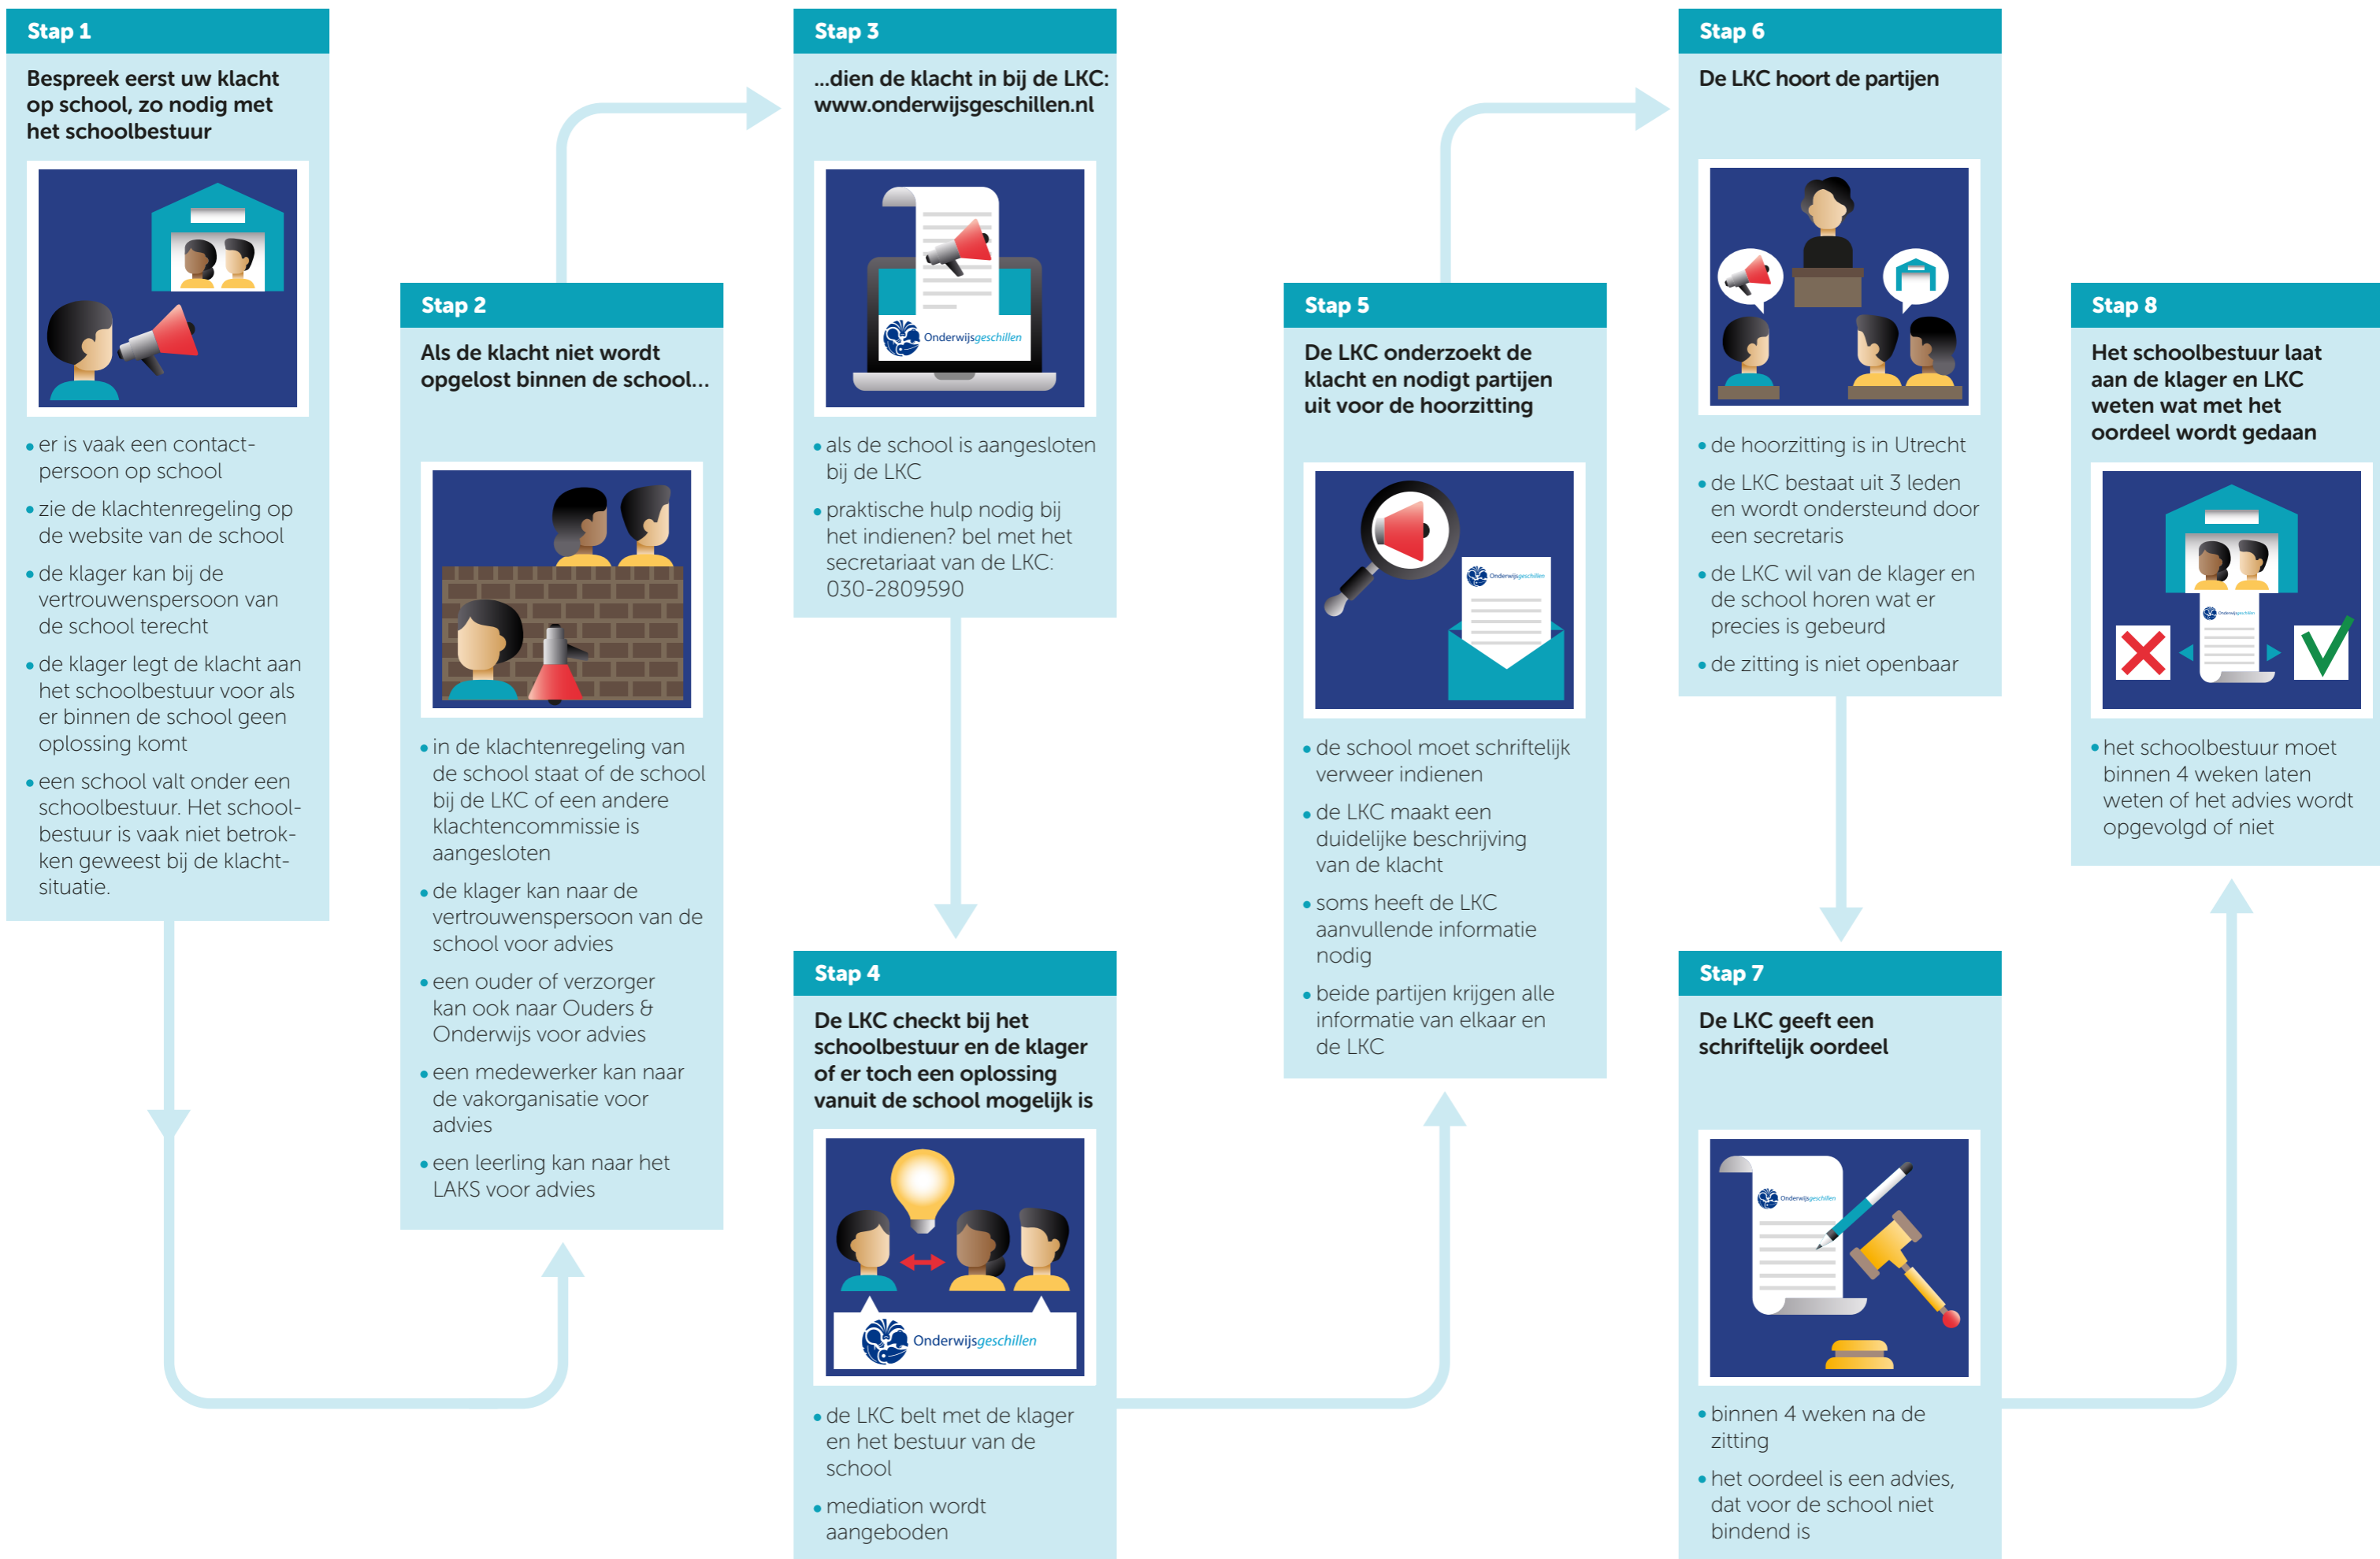 Stap 1
Bespreek eerst uw klacht
op school, zo nodig met
het schoolbestuur
er is vaak een contact-
persoon op school
zie de klachtenregeling op
de website van de school
de klager kan bij de
vertrouwenspersoon van
de school terecht
de klager legt de klacht aan
het schoolbestuur voor als
er binnen de school geen
oplossing komt
een school valt onder een
schoolbestuur. Het school-
bestuur is vaak niet betrok-
ken geweest bij de klacht-
situatie.
Stap 2
Als de klacht niet wordt
opgelost binnen de school...
in de klachtenregeling van
de school staat of de school
bij de LKC of een andere
klachtencommissie is
aangesloten
de klager kan naar de
vertrouwenspersoon van de
school voor advies
een ouder of verzorger
kan ook naar Ouders &
Onderwijs voor advies
een medewerker kan naar
de vakorganisatie voor
advies
een leerling kan naar het
LAKS voor advies
Stap 3
...dien de klacht in bij de LKC:
www.onderwijsgeschillen.nl
Onderwijsgeschillen
als de school is aangesloten
bij de LKC
praktische hulp nodig bij
het indienen? bel met het
secretariaat van de LKC:
030-2809590
Stap 4
De LKC checkt bij het
schoolbestuur en de klager
of er toch een oplossing
vanuit de school mogelijk is
Onderwijsgeschillen
de LKC belt met de klager
en het bestuur van de
school
mediation wordt
aangeboden
Stap 5
De LKC onderzoekt de
klacht en nodigt partijen
uit voor de hoorzitting
Onderwijsgeschillen
de school moet schriftelijk
verweer indienen
de LKC maakt een
duidelijke beschrijving
van de klacht
soms heeft de LKC
aanvullende informatie
nodig
beide partijen krijgen alle
informatie van elkaar en
de LKC
Stap 6
De LKC hoort de partijen
de hoorzitting is in Utrecht
de LKC bestaat uit 3 leden
en wordt ondersteund door
een secretaris
de LKC wil van de klager en
de school horen wat er
precies is gebeurd
de zitting is niet openbaar
Stap 7
De LKC geeft een
schriftelijk oordeel
Onderwijsgeschillen
binnen 4 weken na de
zitting
het oordeel is een advies,
dat voor de school niet
bindend is
Stap 8
Het schoolbestuur laat
aan de klager en LKC
weten wat met het
oordeel wordt gedaan
Onderwijsgeschillen
het schoolbestuur moet
binnen 4 weken laten
weten of het advies wordt
opgevolgd of niet